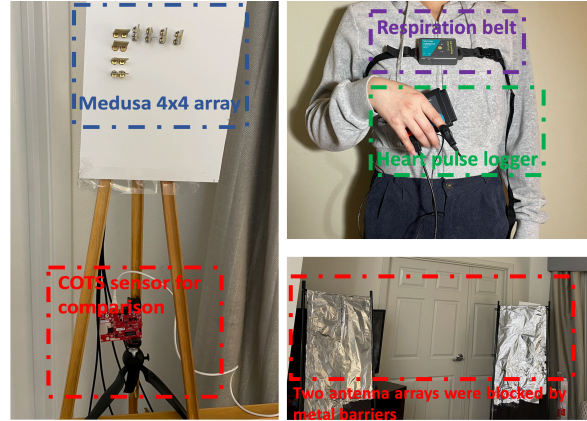 Medusa 4x4 array
COTS sensor for
comparison
Respiration belt
Heart pulse logger
Two antenna arrays were blocked by
metal barriers